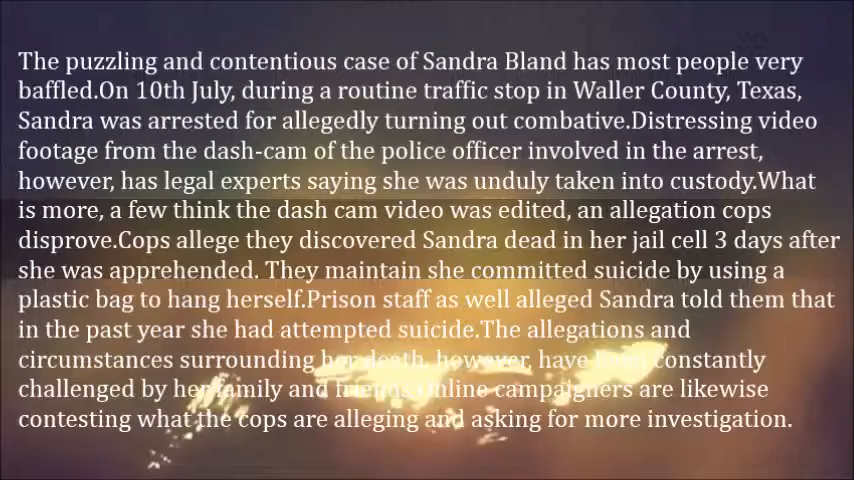 The puzzling and contentious case of Sandra Bland has most people very
baffled.On 10th July, during a routine traffic stop in Waller County, Texas,
Sandra was arrested for allegedly turning out combative.Distressing video
footage from the dash-cam of the police officer involved in the arrest,
however, has legal experts saying she was unduly taken into custody.What
is more, a few think the dash cam video was edited, an allegation cops
disprove.Cops allege they discovered Sandra dead in her jail cell 3 days after
she was apprehended. They maintain she committed suicide by using a
plastic bag to hang herself.Prison staff as well alleged Sandra told them that
in the past year she had attempted suicide.The allegations and
circumstances surrounding her death, however, have been constantly
challenged by her family and friends.Online campaigners are likewise
contesting what the cops are alleging and asking for more investigation.